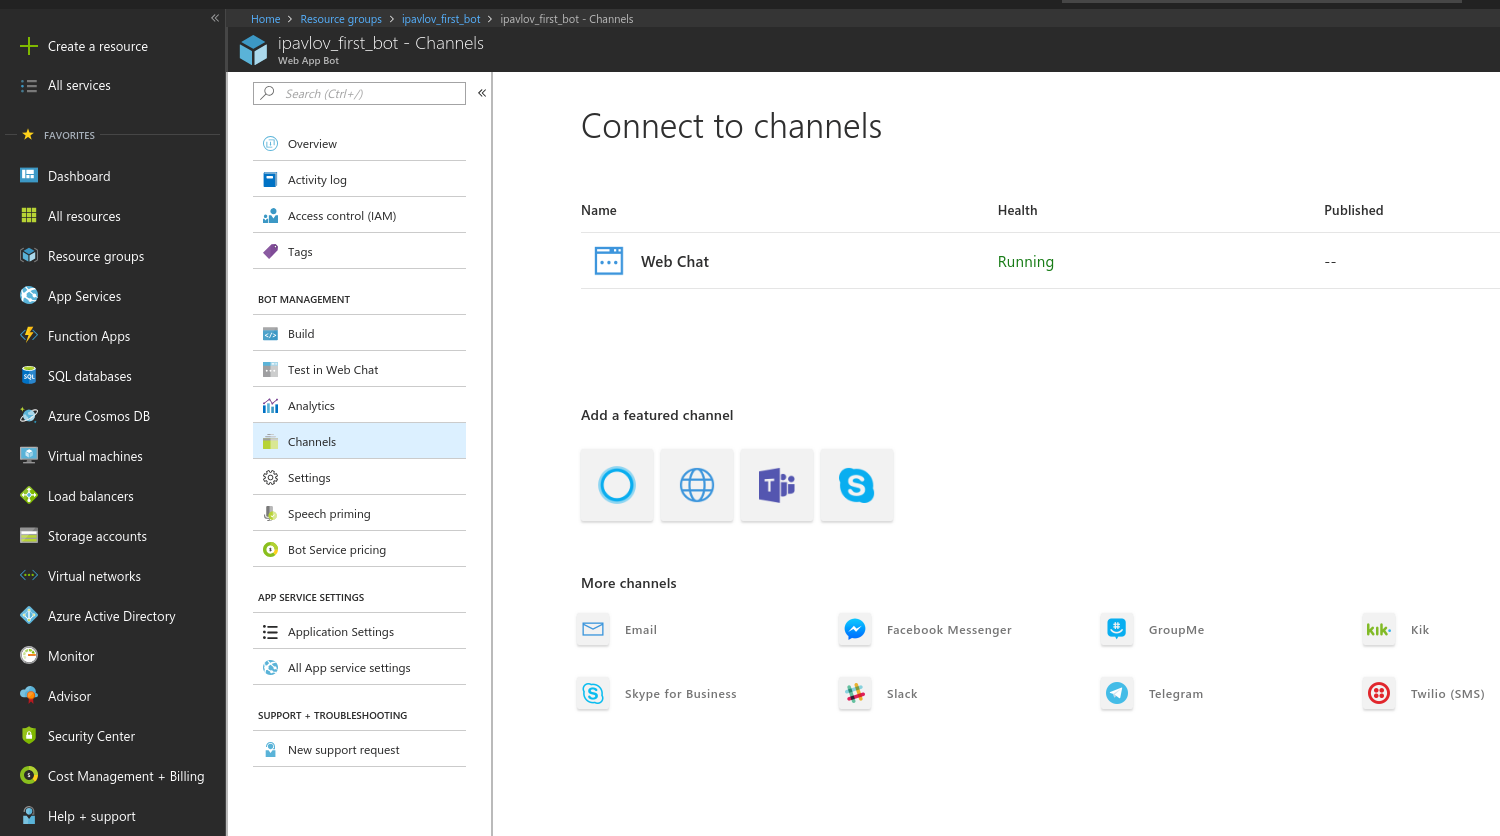 Home > Resource groups > ipavlov_first_bot > ipavlov_first_bot - Channels
ipavlov_first_bot - Channels
Web App Bot
«
Create a resource
All services
FAVORITES
Dashboard
All resources
Resource groups
App Services
Function Apps
SQL databases
Azure Cosmos DB
Virtual machines
Load balancers
Storage accounts
Virtual networks
Azure Active Directory
Monitor
Advisor
Security Center
Cost Management + Billing
Help + support
Search (Ctrl+/)
«
Overview
Activity log
Access control (IAM)
Tags
BOT MANAGEMENT
Build
Test in Web Chat
Analytics
Channels
Settings
Speech priming
Bot Service pricing
APP SERVICE SETTINGS
Application Settings
All App service settings
SUPPORT + TROUBLESHOOTING
New support request
Connect to channels
Name Health Published
Web Chat Running --
Add a featured channel
T S
More channels
Email Facebook Messenger GroupMe kik. Kik
Skype for Business Slack Telegram Twilio (SMS)